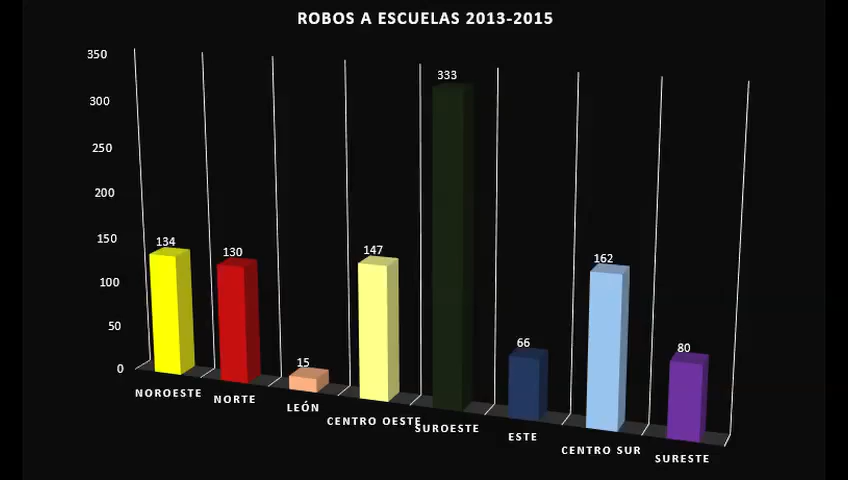 ROBOS A ESCUELAS 2013-2015
350
300
250
200
150
100
50
0
134
130
15
147
333
66
162
80
NOROESTE
NORTE
LEÓN
CENTRO OESTE
SUROESTE
ESTE
CENTRO SUR
SURESTE